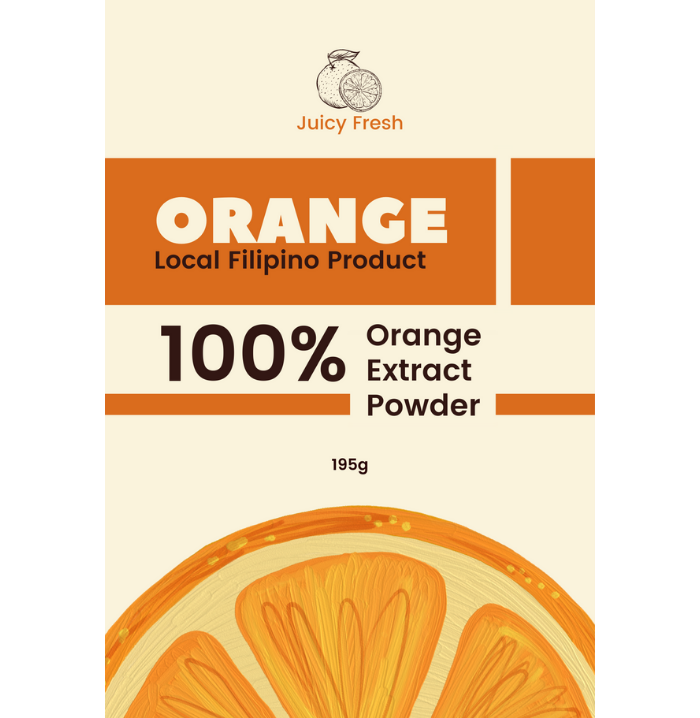 Juicy Fresh
ORANGE
Local Filipino Product
100%
Orange
Extract
Powder
195g